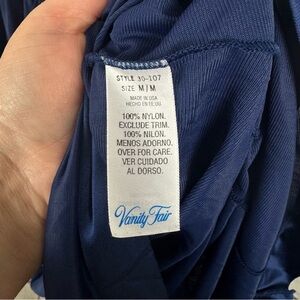 STYLE 30-107
SIZE M/M
MADE IN USA
HECHO EN EE.UU.
100% NYLON.
EXCLUDE TRIM.
100% NILON.
MENOS ADORNO.
OVER FOR CARE.
VER CUIDADO
AL DORSO.
Vanity Fair